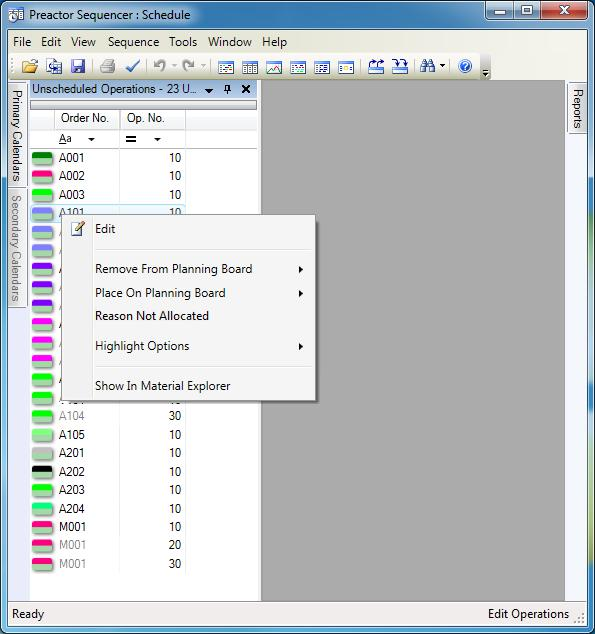 Preactor Sequencer : Schedule
File Edit View Sequence Tools Window Help
Unscheduled Operations - 23 U...
Primary Calendars
Secondary Calendars
Reports
Order No. Op. No.
Aa =
A001 10
A002 10
A003 10
A101 10
Edit
Remove From Planning Board
Place On Planning Board
Reason Not Allocated
Highlight Options
Show In Material Explorer
A104 30
A105 10
A201 10
A202 10
A203 10
A204 10
M001 10
M001 20
M001 30
Ready Edit Operations